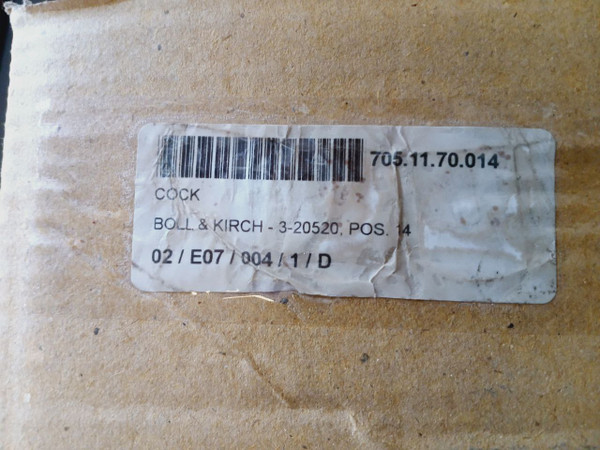 705.11.70.014
COCK
BOLL & KIRCH - 3-20520, POS. 14
02 / E07 / 004 / 1 / D